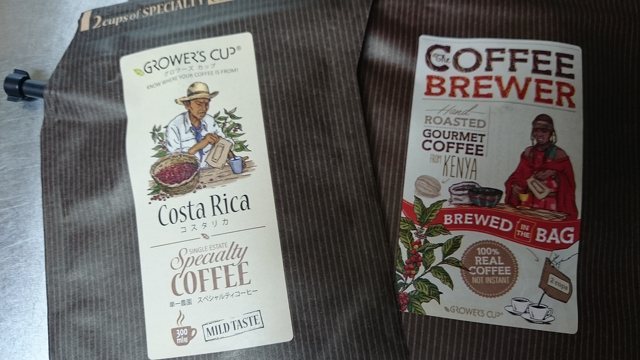 2 cups of SPECIALTY
GROWER'S CUP®
グロワーズ カップ
KNOW WHERE YOUR COFFEE IS FROM!
Costa Rica
コスタリカ
SINGLE ESTATE
Specialty
COFFEE
単一農園 スペシャルティコーヒー
300
MILD TASTE
The COFFEE
BREWER
Hand
ROASTED
GOURMET
COFFEE
FROM KENYA
BREWED IN THE BAG
100%
REAL
COFFEE
NOT INSTANT
2 cups
GROWER'S CUP